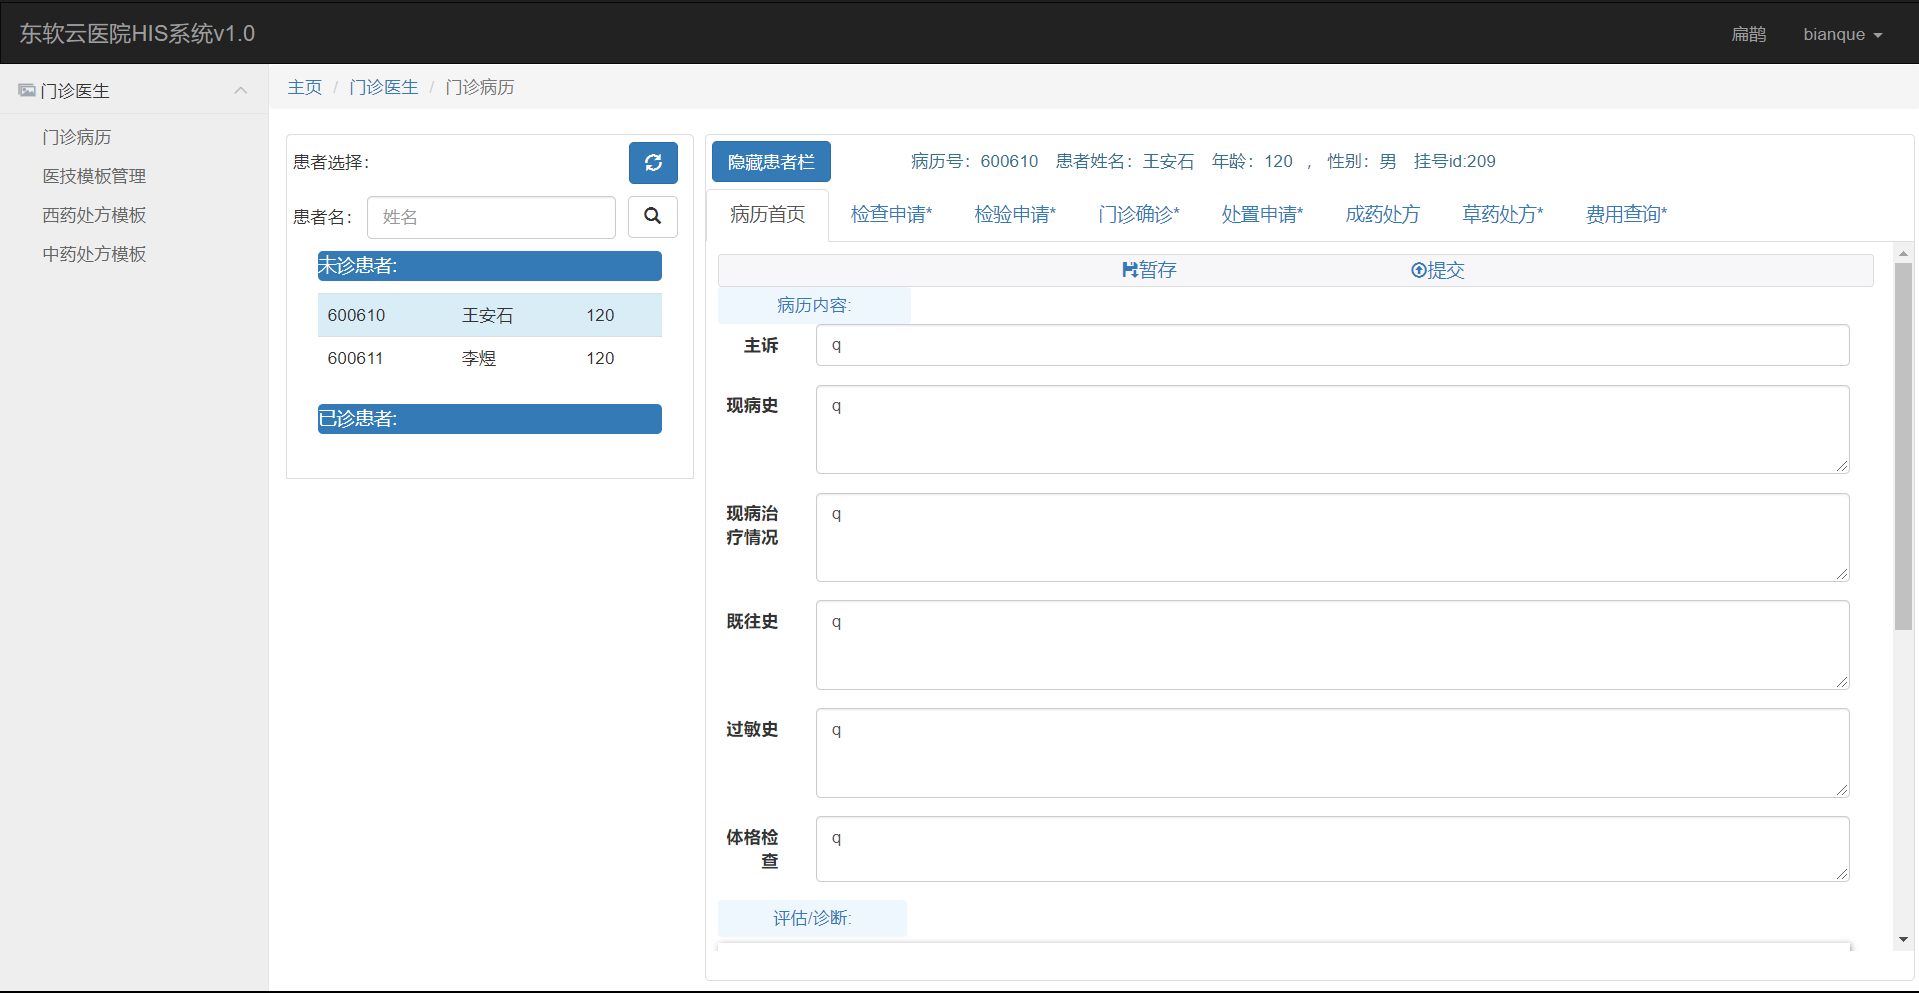 东软云医院HIS系统v1.0
扁鹊 bianque
门诊医生
门诊病历
医技模板管理
西药处方模板
中药处方模板
主页 / 门诊医生 / 门诊病历
患者选择：
患者名： 姓名
未诊患者:
600610 王安石 120
600611 李煜 120
已诊患者:
隐藏患者栏 病历号：600610 患者姓名：王安石 年龄：120 ，性别：男 挂号id:209
病历首页 检查申请* 检验申请* 门诊确诊* 处置申请* 成药处方 草药处方* 费用查询*
暂存 提交
病历内容:
主诉 q
现病史 q
现病治疗情况 q
既往史 q
过敏史 q
体格检查 q
评估/诊断: